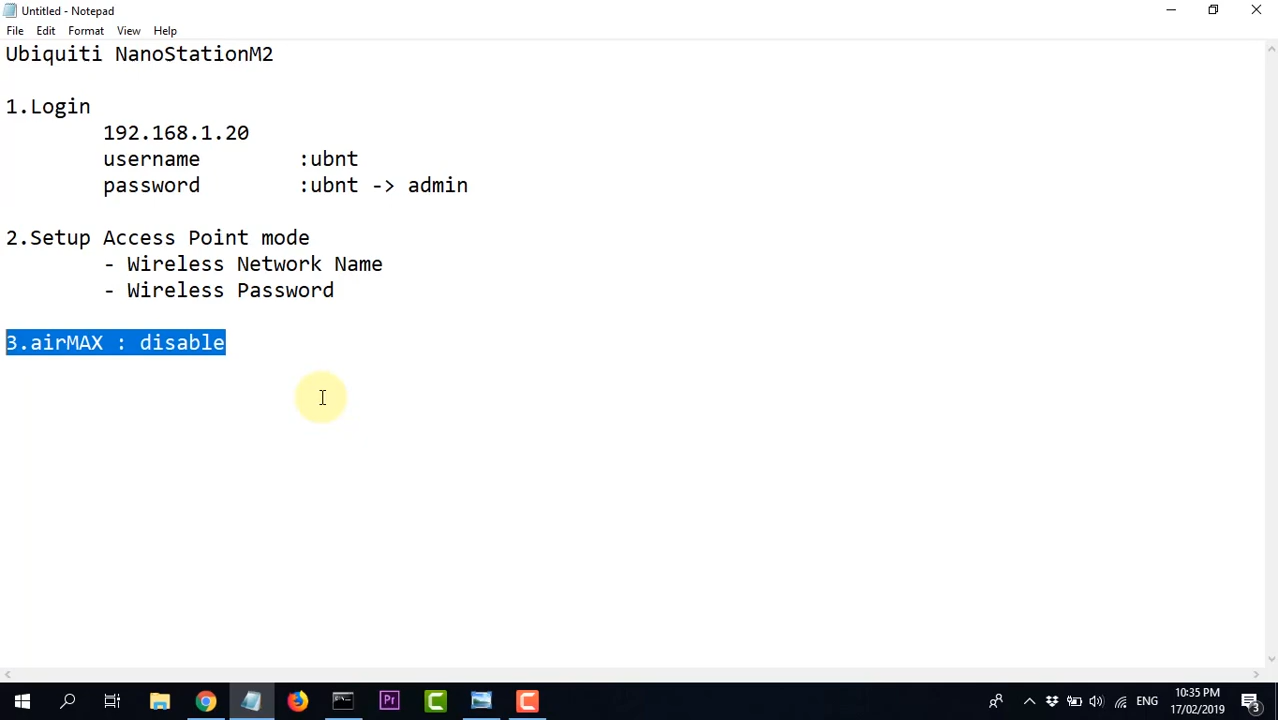 Untitled - Notepad
File Edit Format View Help
Ubiquiti NanoStationM2
1.Login
192.168.1.20
username :ubnt
password :ubnt -> admin
2.Setup Access Point mode
- Wireless Network Name
- Wireless Password
3.airMAX : disable
Pr
ENG
10:35 PM
17/02/2019
3